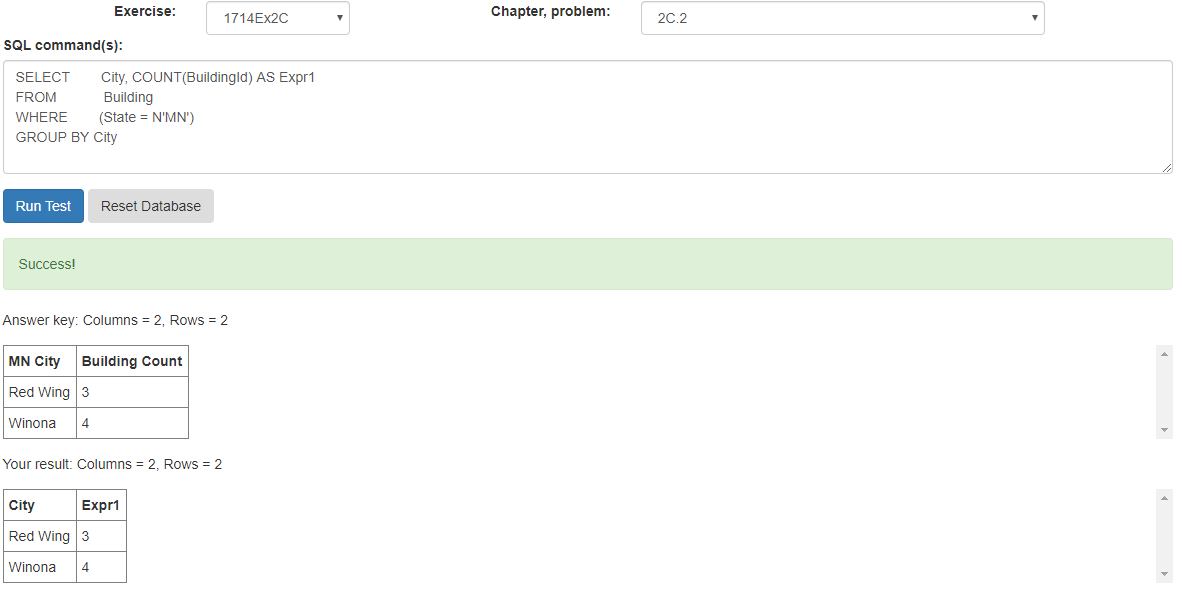 Exercise: 1714Ex2C Chapter, problem: 2C.2
SQL command(s):
SELECT City, COUNT(BuildingId) AS Expr1
FROM Building
WHERE (State = N'MN')
GROUP BY City
Run Test Reset Database
Success!
Answer key: Columns = 2, Rows = 2
MN City Building Count
Red Wing 3
Winona 4
Your result: Columns = 2, Rows = 2
City Expr1
Red Wing 3
Winona 4